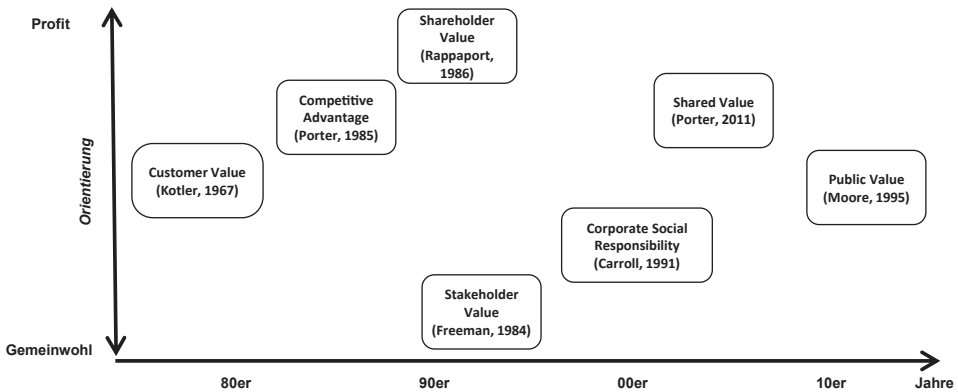 Profit
Shareholder
Value
(Rappaport,
1986)
Competitive
Advantage
(Porter, 1985)
Shared Value
(Porter, 2011)
Orientierung
Customer Value
(Kotler, 1967)
Public Value
(Moore, 1995)
Corporate Social
Responsibility
(Carroll, 1991)
Stakeholder
Value
(Freeman, 1984)
Gemeinwohl
80er
90er
00er
10er
Jahre